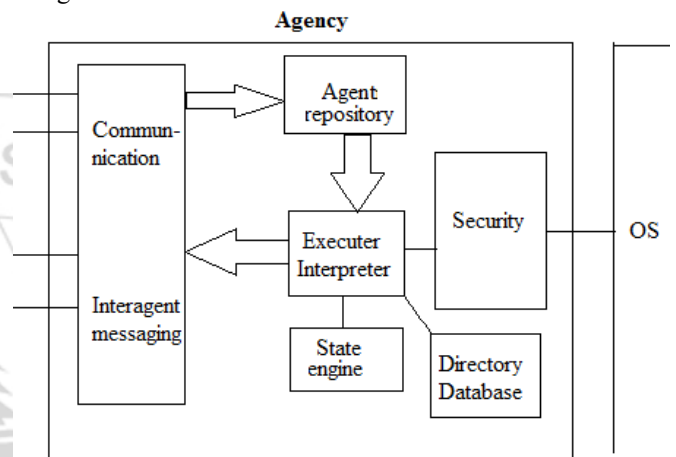 Agency
Agent
repository
Commun-
nication
Security
OS
Executer
Interpreter
Interagent
messaging
State
engine
Directory
Database